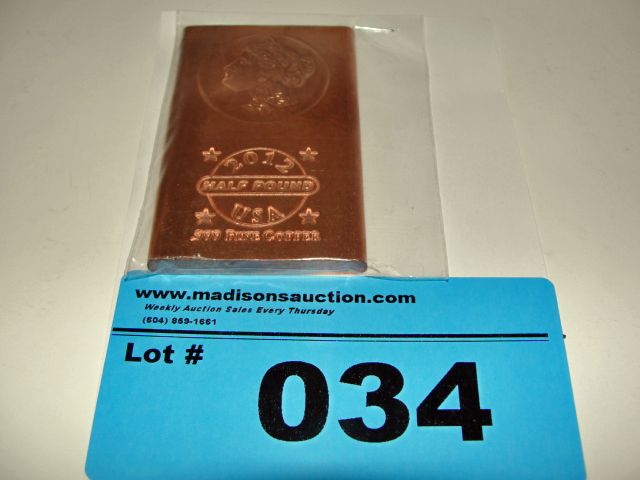 2012
HALF POUND
USA
.999 FINE COPPER
www.madisonsauction.com
Weekly Auction Sales Every Thursday
(604) 859-1661
Lot # 034